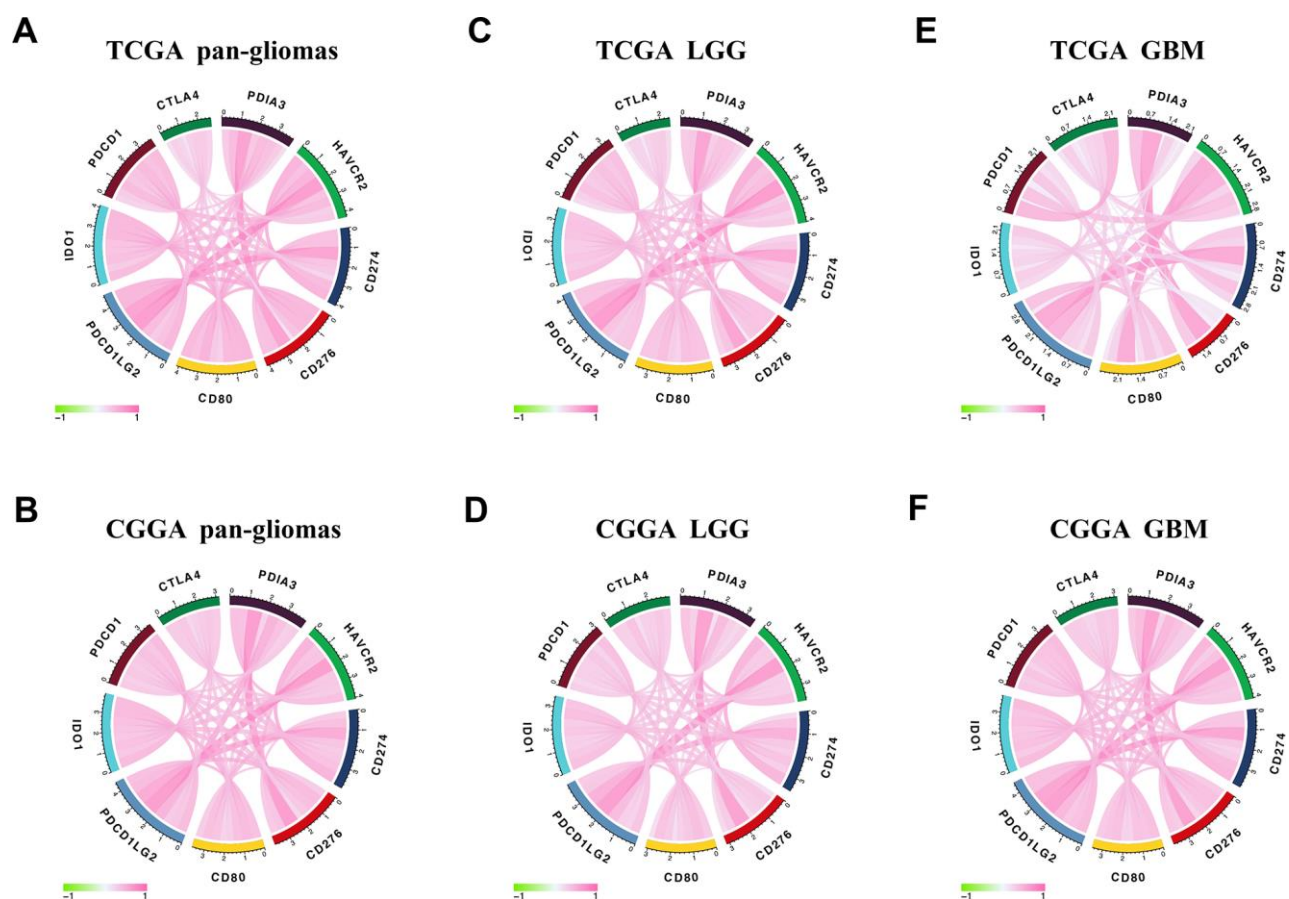 A
TCGA pan-gliomas
CTLA4
PDIA3
HAVCR2
CD274
CD276
CD80
PDCD1LG2
IDO1
PDCD1
-1
1
C
TCGA LGG
CTLA4
PDIA3
HAVCR2
CD274
CD276
CD80
PDCD1LG2
IDO1
PDCD1
-1
1
E
TCGA GBM
CTLA4
PDIA3
HAVCR2
CD274
CD276
CD80
PDCD1LG2
IDO1
PDCD1
-1
1
B
CGGA pan-gliomas
CTLA4
PDIA3
HAVCR2
CD274
CD276
CD80
PDCD1LG2
IDO1
PDCD1
-1
1
D
CGGA LGG
CTLA4
PDIA3
HAVCR2
CD274
CD276
CD80
PDCD1LG2
IDO1
PDCD1
-1
1
F
CGGA GBM
CTLA4
PDIA3
HAVCR2
CD274
CD276
CD80
PDCD1LG2
IDO1
PDCD1
-1
1